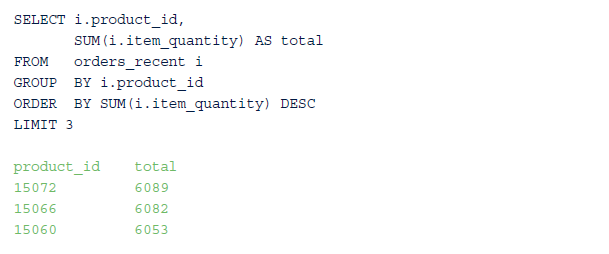 SELECT i.product_id,
       SUM(i.item_quantity) AS total
FROM   orders_recent i
GROUP  BY i.product_id
ORDER  BY SUM(i.item_quantity) DESC
LIMIT 3

product_id    total
15072         6089
15066         6082
15060         6053